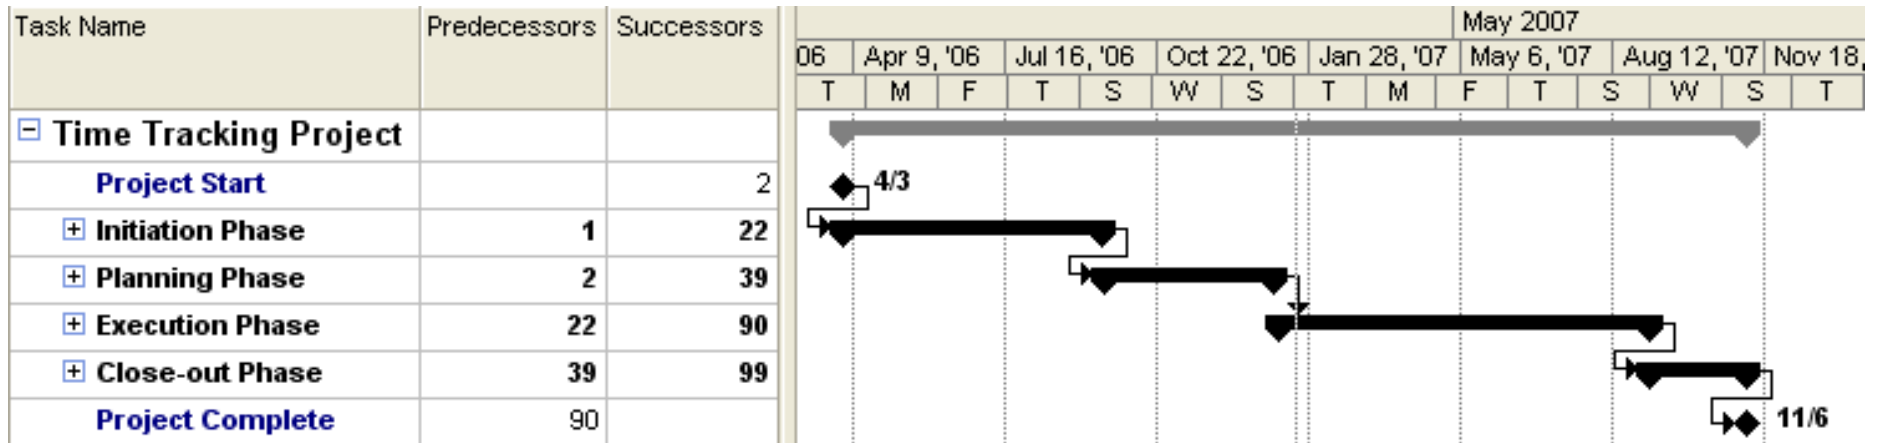 May 2007
Task Name Predecessors Successors 06 Apr 9, '06 Jul 16, '06 Oct 22, '06 Jan 28, '07 May 6, '07 Aug 12, '07 Nov 18,
T M F T S W S T M F T S W S T
Time Tracking Project
Project Start 2 4/3
Initiation Phase 1 22
Planning Phase 2 39
Execution Phase 22 90
Close-out Phase 39 99
Project Complete 90 11/6